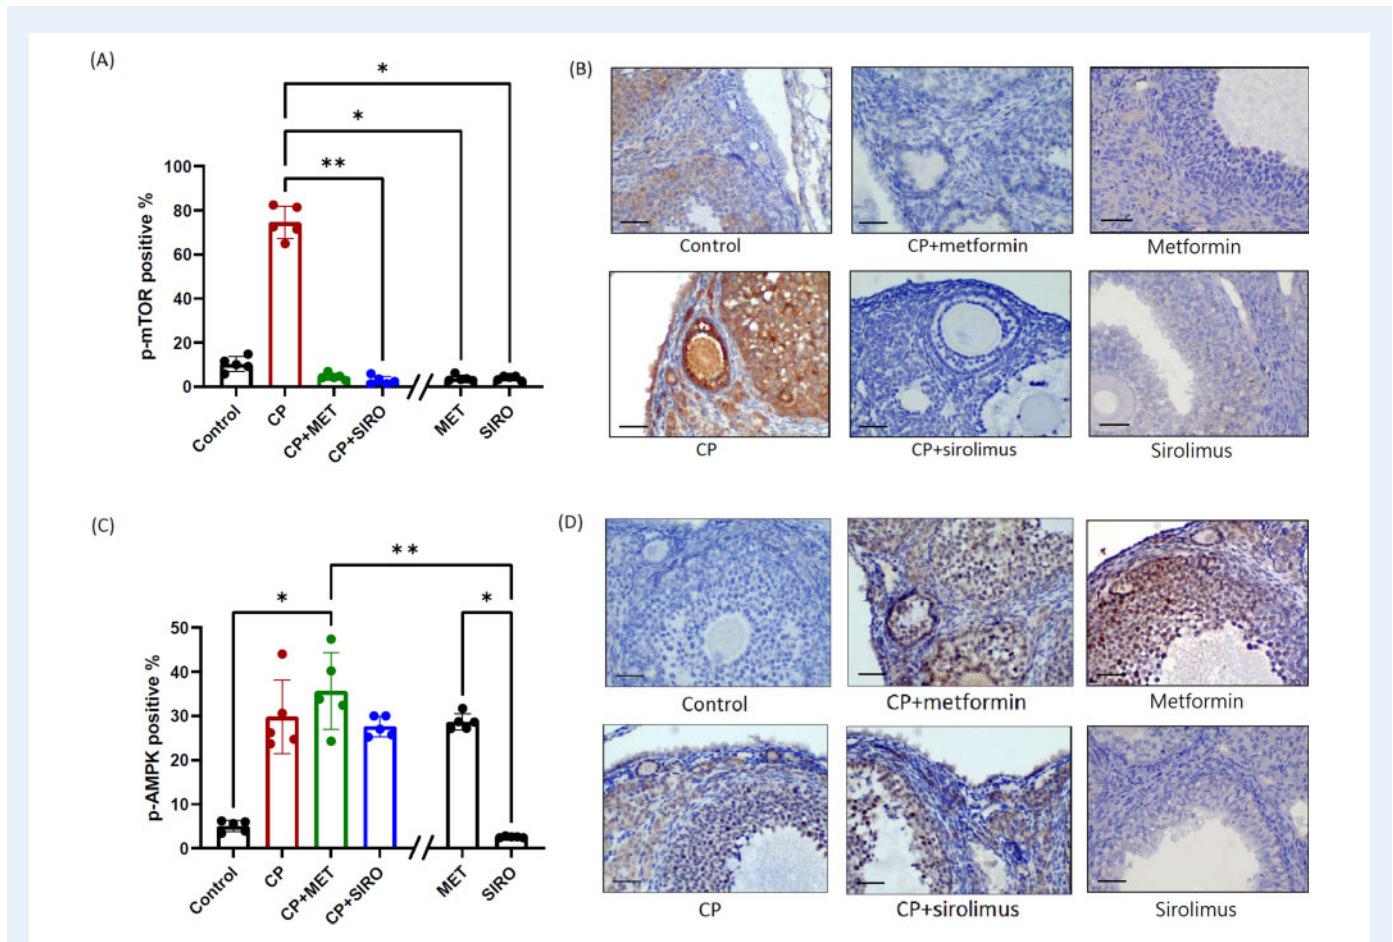 (A)
*
*
**
p-mTOR positive %
100
80
60
40
20
0
Control
CP
CP+MET
CP+SIRO
MET
SIRO
(B)
Control
CP+metformin
Metformin
CP
CP+sirolimus
Sirolimus
(C)
**
*
*
p-AMPK positive %
50
40
30
20
10
0
Control
CP
CP+MET
CP+SIRO
MET
SIRO
(D)
Control
CP+metformin
Metformin
CP
CP+sirolimus
Sirolimus